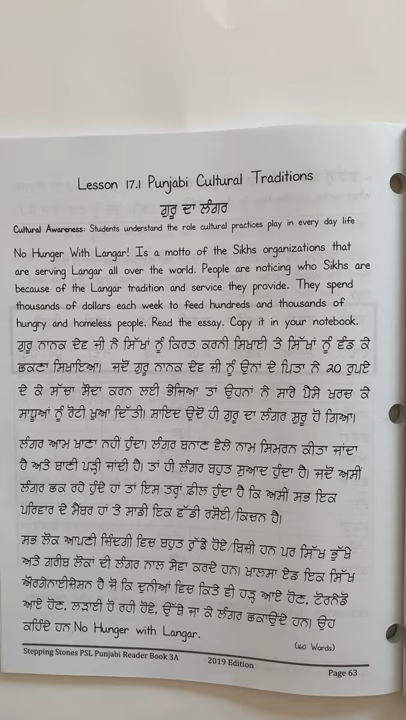 Lesson 17.1 Punjabi Cultural Traditions
ਗੁਰੂ ਦਾ ਲੰਗਰ
Cultural Awareness: Students understand the role cultural practices play in every day life
No Hunger With Langar! Is a motto of the Sikhs organizations that
are serving Langar all over the world. People are noticing who Sikhs are
because of the Langar tradition and service they provide. They spend
thousands of dollars each week to feed hundreds and thousands of
hungry and homeless people. Read the essay. Copy it in your notebook.
ਗੁਰੂ ਨਾਨਕ ਦੇਵ ਜੀ ਨੇ ਸਿੱਖਾਂ ਨੂੰ ਕਿਰਤ ਕਰਨੀ ਸਿਖਾਈ ਤੇ ਸਿੱਖਾਂ ਨੂੰ ਵੰਡ ਕੇ
ਛਕਣਾ ਸਿਖਾਇਆ। ਜਦੋਂ ਗੁਰੂ ਨਾਨਕ ਦੇਵ ਜੀ ਨੂੰ ਉਨਾਂ ਦੇ ਪਿਤਾ ਨੇ 20 ਰੁਪਏ
ਦੇ ਕੇ ਸੱਚਾ ਸੌਦਾ ਕਰਨ ਲਈ ਭੇਜਿਆ ਤਾਂ ਉਹਨਾਂ ਨੇ ਸਾਰੇ ਪੈਸੇ ਖਰਚ ਕੇ
ਸਾਧੂਆਂ ਨੂੰ ਰੋਟੀ ਖੁਆ ਦਿੱਤੀ। ਸਾਇਦ ਉਦੋਂ ਹੀ ਗੁਰੂ ਦਾ ਲੰਗਰ ਸੁਰੂ ਹੋ ਗਿਆ।
ਲੰਗਰ ਆਮ ਖਾਣਾ ਨਹੀਂ ਹੁੰਦਾ। ਲੰਗਰ ਬਨਾਣ ਵੇਲੇ ਨਾਮ ਸਿਮਰਨ ਕੀਤਾ ਜਾਂਦਾ
ਹੈ ਅਤੇ ਬਾਣੀ ਪੜ੍ਹੀ ਜਾਂਦੀ ਹੈ। ਤਾਂ ਹੀ ਲੰਗਰ ਬਹੁਤ ਸੁਆਦ ਹੁੰਦਾ ਹੈ। ਜਦੋਂ ਅਸੀਂ
ਲੰਗਰ ਛਕ ਰਹੇ ਹੁੰਦੇ ਹਾਂ ਤਾਂ ਇਸ ਤਰ੍ਹਾਂ ਫ਼ੀਲ ਹੁੰਦਾ ਹੈ ਕਿ ਅਸੀਂ ਸਭ ਇਕ
ਪਰਿਵਾਰ ਦੇ ਮੈਂਬਰ ਹਾਂ ਤੇ ਸਾਡੀ ਇਕ ਵੱਡੀ ਰਸੋਈ/ਕਿਚਨ ਹੈ।
ਸਭ ਲੋਕ ਆਪਣੀ ਜ਼ਿੰਦਗੀ ਵਿਚ ਬਹੁਤ ਰੁੱਝੇ ਹੋਏ/ਬਿਜ਼ੀ ਹਨ ਪਰ ਸਿੱਖ ਭੁੱਖੇ
ਅਤੇ ਗਰੀਬ ਲੋਕਾਂ ਦੀ ਲੰਗਰ ਨਾਲ ਸੇਵਾ ਕਰਦੇ ਹਨ। ਖਾਲਸਾ ਏਡ ਇਕ ਸਿੱਖ
ਔਰਗੇਨਾਈਜੇਸ਼ਨ ਹੈ ਜੋ ਕਿ ਦੁਨੀਆਂ ਵਿਚ ਕਿਤੇ ਵੀ ਹੜ੍ਹ ਆਏ ਹੋਣ, ਟੋਰਨੇਡੋ
ਆਏ ਹੋਣ, ਲੜਾਈ ਹੋ ਰਹੀ ਹੋਏ, ਉੱਥੇ ਜਾ ਕੇ ਲੰਗਰ ਛਕਾਉਂਦੇ ਹਨ। ਉਹ
ਕਹਿੰਦੇ ਹਨ No Hunger with Langar.
(160 Words)
Stepping Stones PSL Punjabi Reader Book 3A 2019 Edition Page 63